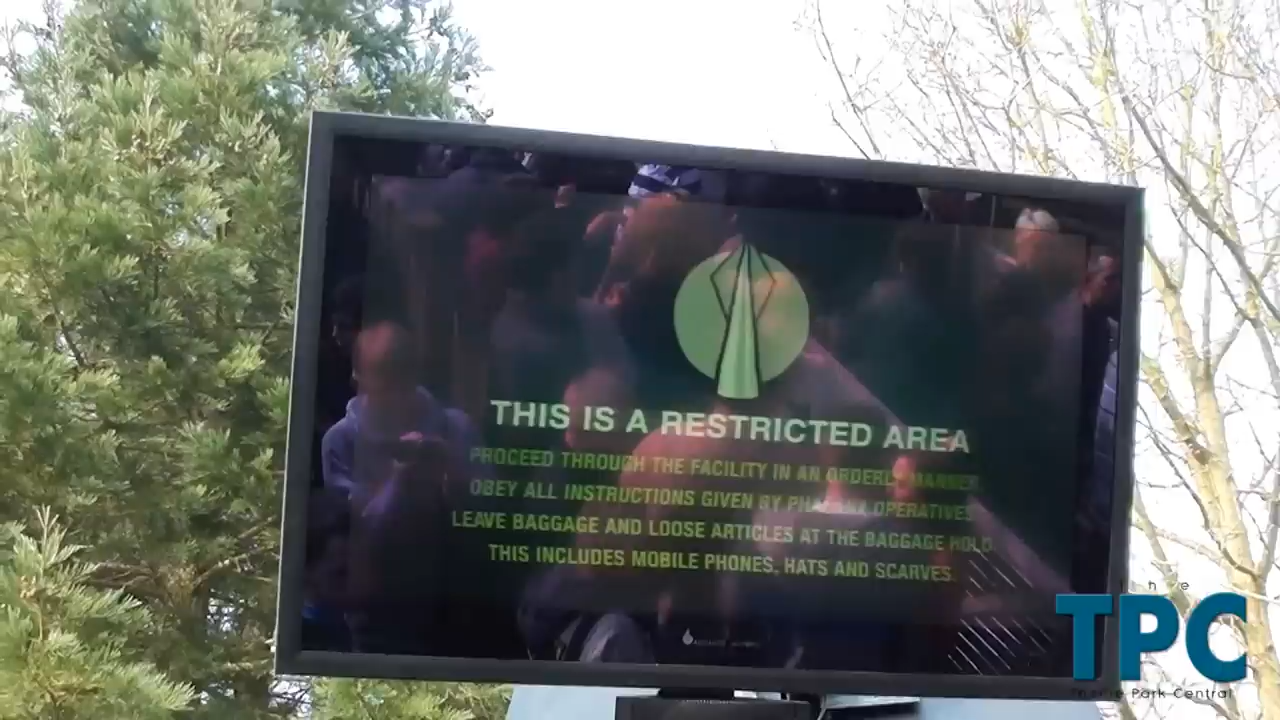 THIS IS A RESTRICTED AREA
PROCEED THROUGH THE FACILITY IN AN ORDERLY MANNER
OBEY ALL INSTRUCTIONS GIVEN BY OPERATIVES
LEAVE BAGGAGE AND LOOSE ARTICLES AT THE BAGGAGE HOLD
THIS INCLUDES MOBILE PHONES, HATS AND SCARVES.
The
TPC
Thorpe Park Central